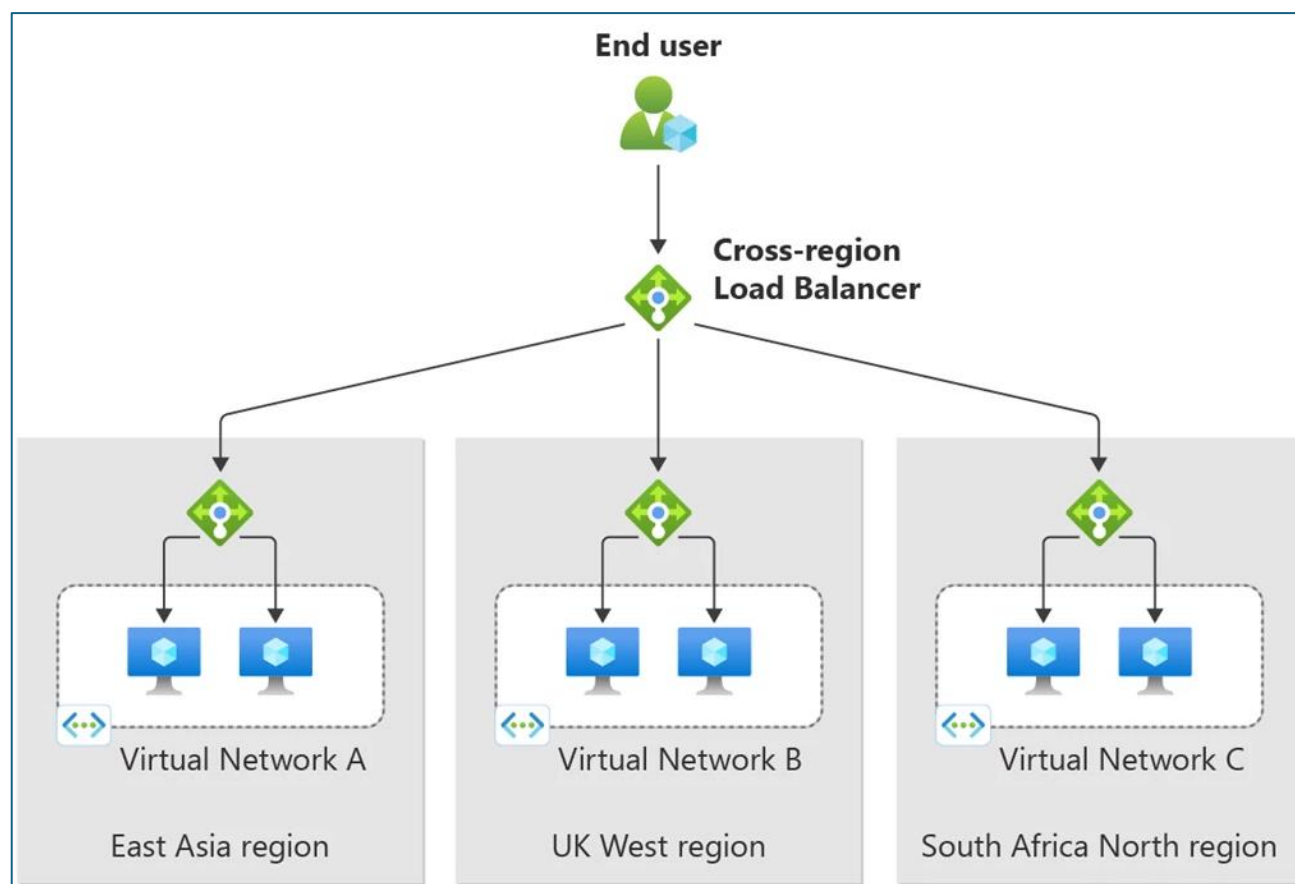 End user
Cross-region
Load Balancer
Virtual Network A
Virtual Network B
Virtual Network C
East Asia region
UK West region
South Africa North region